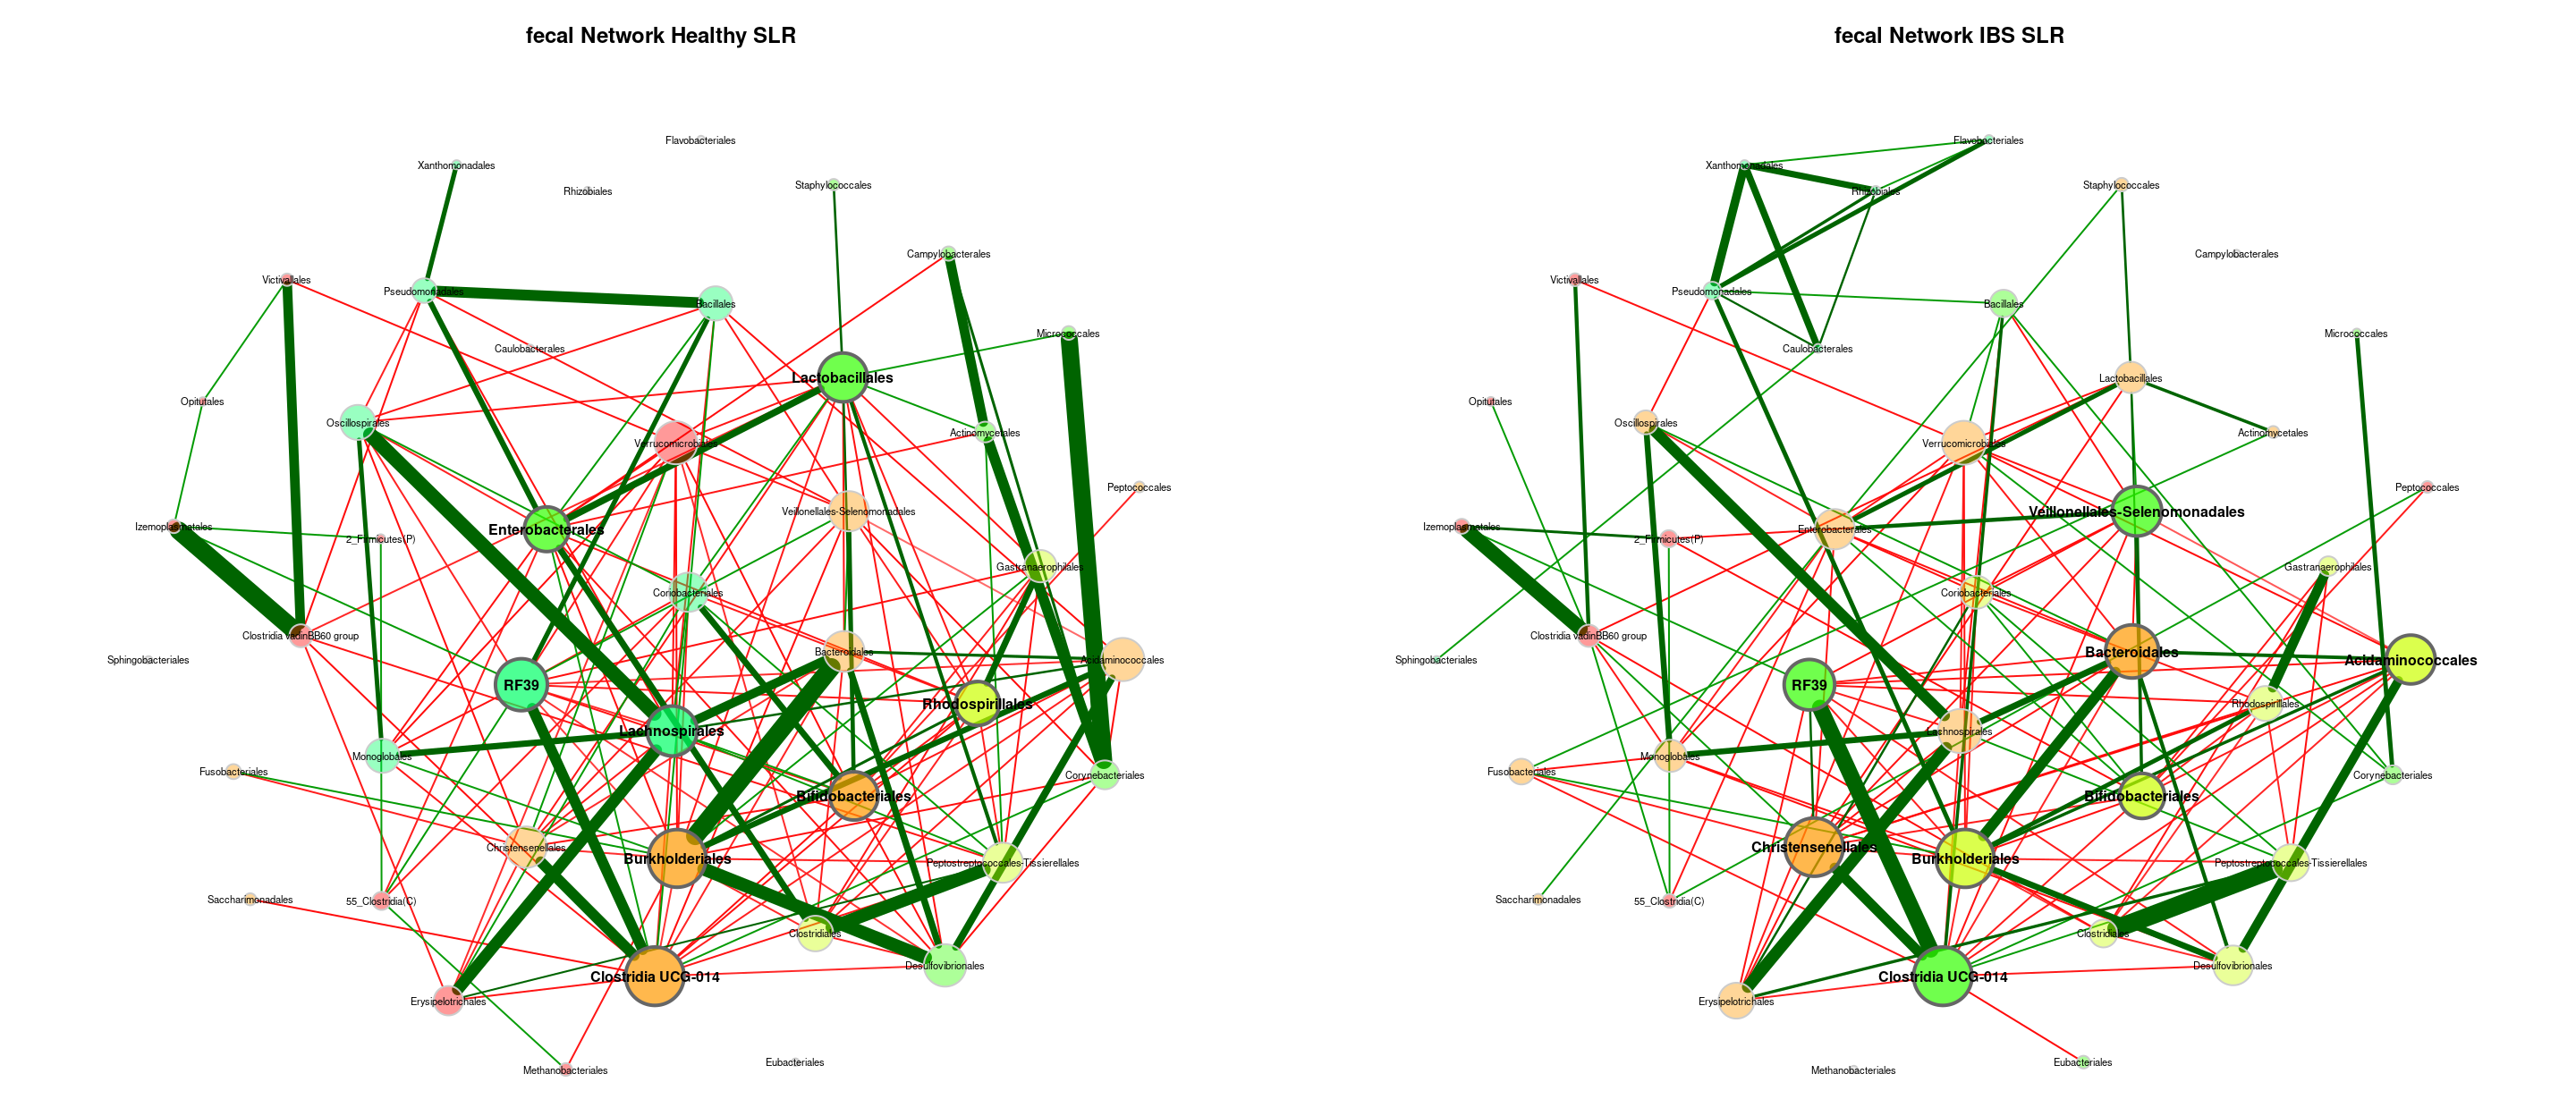 fecal Network Healthy SLR
Flavobacteriales
Xanthomonadales
Rhizobiales
Staphylococcales
Campylobacterales
Victivallales
Pseudomonadales
Bacillales
Micrococcales
Caulobacterales
Lactobacillales
Opitutales
Oscillospirales
Actinomycetales
Verrucomicrobiales
Peptococcales
Veillonellales-Selenomonadales
Izemoplasmatales
Enterobacterales
2_Firmicutes(P)
Gastranaerophilales
Coriobacteriales
Clostridia vadinBB60 group
Bacteroidales
Sphingobacteriales
Acidaminococcales
RF39
Rhodospirillales
Lachnospirales
Monoglobales
Fusobacteriales
Corynebacteriales
Bifidobacteriales
Christensenellales
Burkholderiales
Peptostreptococcales-Tissierellales
Saccharimonadales
55_Clostridia(C)
Clostridiales
Desulfovibrionales
Clostridia UCG-014
Erysipelotrichales
Eubacteriales
Methanobacteriales
fecal Network IBS SLR
Flavobacteriales
Xanthomonadales
Rhizobiales
Staphylococcales
Campylobacterales
Victivallales
Pseudomonadales
Bacillales
Micrococcales
Caulobacterales
Lactobacillales
Opitutales
Oscillospirales
Actinomycetales
Verrucomicrobiales
Peptococcales
Veillonellales-Selenomonadales
Izemoplasmatales
Enterobacterales
2_Firmicutes(P)
Gastranaerophilales
Coriobacteriales
Clostridia vadinBB60 group
Bacteroidales
Sphingobacteriales
Acidaminococcales
RF39
Rhodospirillales
Lachnospirales
Monoglobales
Fusobacteriales
Corynebacteriales
Bifidobacteriales
Christensenellales
Burkholderiales
Peptostreptococcales-Tissierellales
Saccharimonadales
55_Clostridia(C)
Clostridiales
Desulfovibrionales
Clostridia UCG-014
Erysipelotrichales
Eubacteriales
Methanobacteriales